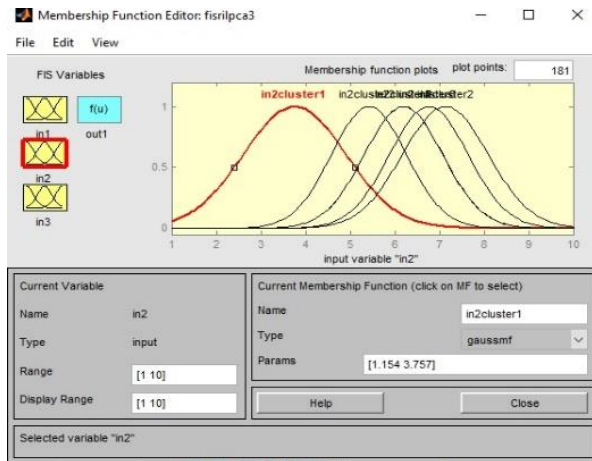 Membership Function Editor: fisrilpca3
File Edit View
FIS Variables
Membership function plots plot points: 181
f(u)
in1 out1
in2
in3
in2cluster1
1
0.5
0
1 2 3 4 5 6 7 8 9 10
input variable "in2"
Current Variable
Name in2
Type input
Range [1 10]
Display Range [1 10]
Current Membership Function (click on MF to select)
Name in2cluster1
Type gaussmf
Params [1.154 3.757]
Help Close
Selected variable "in2"